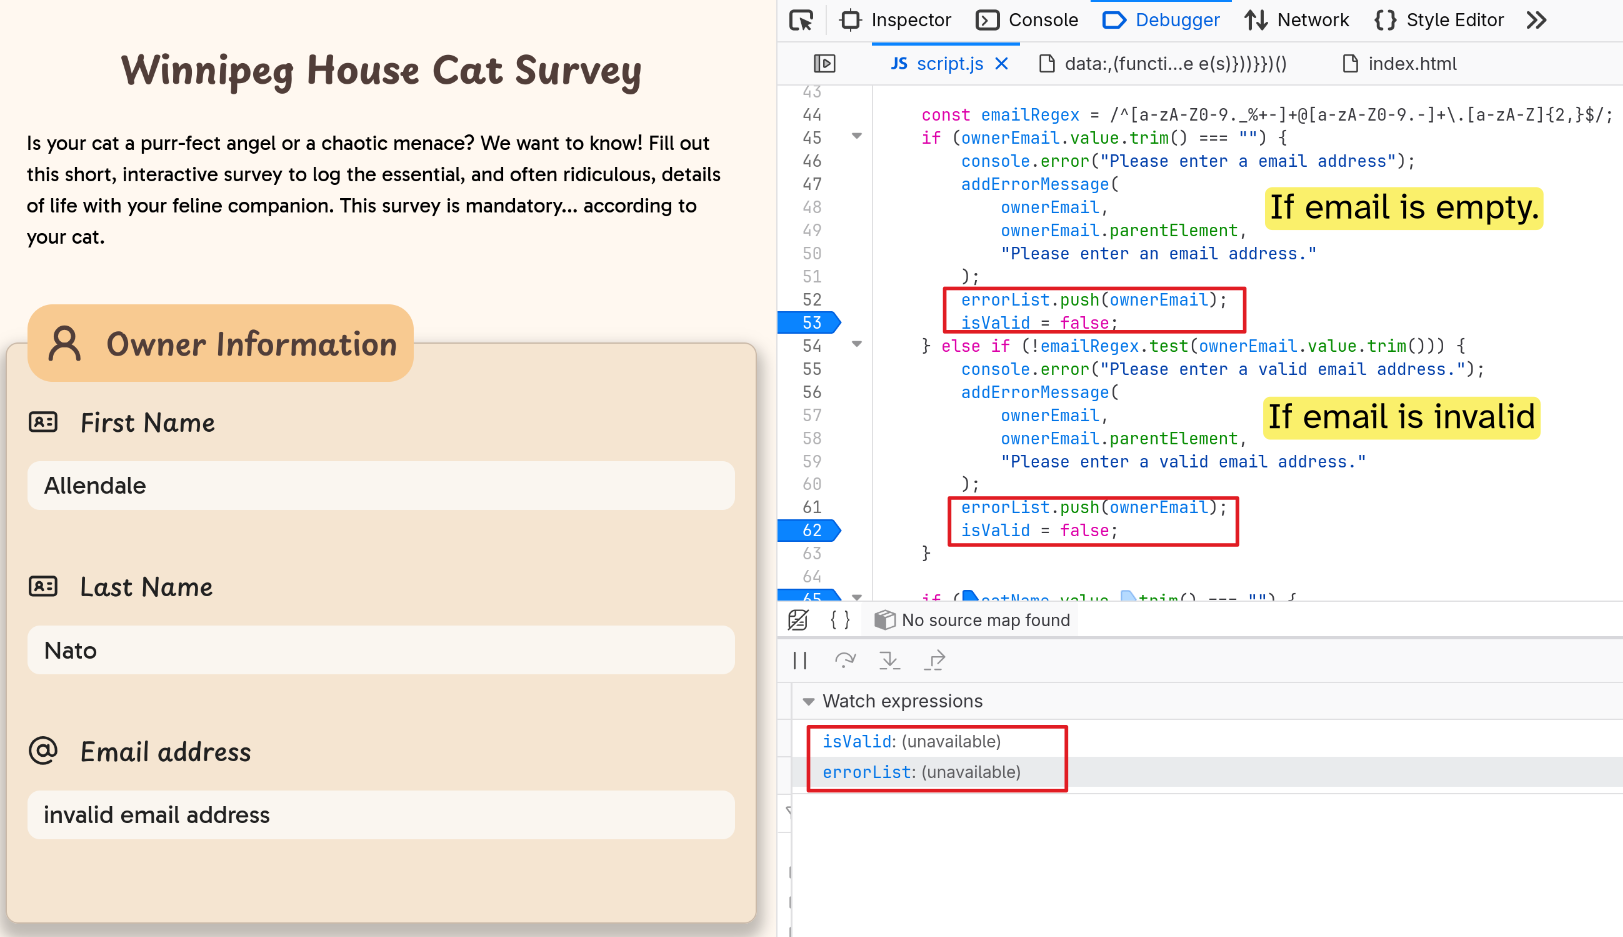 Winnipeg House Cat Survey
Is your cat a purr-fect angel or a chaotic menace? We want to know! Fill out
this short, interactive survey to log the essential, and often ridiculous, details
of life with your feline companion. This survey is mandatory... according to
your cat.
Owner Information
First Name
Allendale
Last Name
Nato
Email address
invalid email address
Inspector Console Debugger Network Style Editor
JS script.js data:,(functi...e e(s)}))}})() index.html
43
44 const emailRegex = /^[a-zA-Z0-9._%+-]+@[a-zA-Z0-9.-]+\.[a-zA-Z]{2,}$/;
45 if (ownerEmail.value.trim() === "") {
46 console.error("Please enter a email address");
47 addErrorMessage(
48 ownerEmail,
49 ownerEmail.parentElement,
50 "Please enter an email address."
51 );
52 errorList.push(ownerEmail);
53 isValid = false;
54 } else if (!emailRegex.test(ownerEmail.value.trim())) {
55 console.error("Please enter a valid email address.");
56 addErrorMessage(
57 ownerEmail,
58 ownerEmail.parentElement,
59 "Please enter a valid email address."
60 );
61 errorList.push(ownerEmail);
62 isValid = false;
63 }
64
65 if (catName.value.trim() === "") {
If email is empty.
If email is invalid
{ } No source map found
Watch expressions
isValid: (unavailable)
errorList: (unavailable)